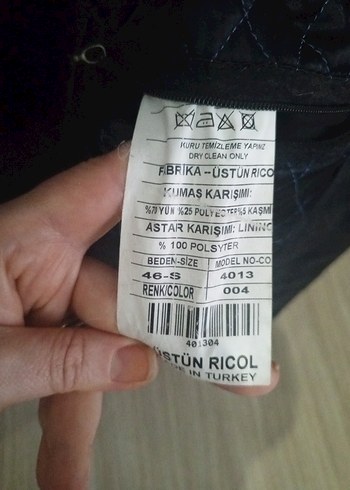 KURU TEMİZLEME YAPINIZ
DRY CLEAN ONLY
FABRİKA -- ÜSTÜN RICO
KUMAŞ KARIŞIMI:
%70 YÜN %25 POLYESTER %5 KAŞMİ
ASTAR KARIŞIMI: LINING
% 100 POLSYTER
BEDEN-SIZE MODEL NO-CO
46-S 4013
RENK/COLOR 004
401304
ÜSTÜN RICOL
IN TURKEY